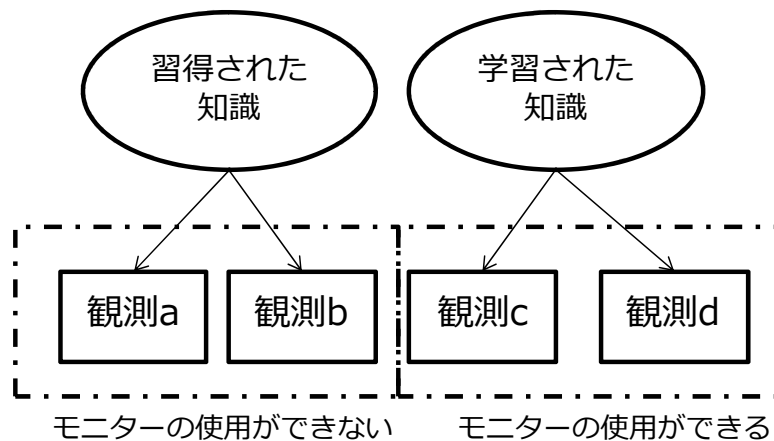 習得された
知識
学習された
知識
観測a
観測b
観測c
観測d
モニターの使用ができない
モニターの使用ができる